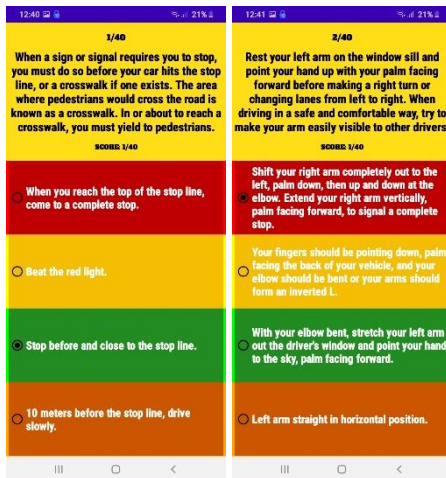 12:40
21%
1/40
When a sign or signal requires you to stop,
you must do so before your car hits the stop
line, or a crosswalk if one exists. The area
where pedestrians would cross the road is
known as a crosswalk. In or about to reach a
crosswalk, you must yield to pedestrians.
SCORE: 1/40
When you reach the top of the stop line,
come to a complete stop.
Beat the red light.
Stop before and close to the stop line.
10 meters before the stop line, drive
slowly.
12:41
21%
2/40
Rest your left arm on the window sill and
point your hand up with your palm facing
forward before making a right turn or
changing lanes from left to right. When
driving in a safe and comfortable way, try to
make your arm easily visible to other drivers.
SCORE: 1/40
Shift your right arm completely out to the
left, palm down, then up and down at the
elbow. Extend your right arm vertically,
palm facing forward, to signal a complete
stop.
Your fingers should be pointing down, palm
facing the back of your vehicle, and your
elbow should be bent or your arms should
form an inverted L.
With your elbow bent, stretch your left arm
out the driver's window and point your hand
to the sky, palm facing forward.
Left arm straight in horizontal position.